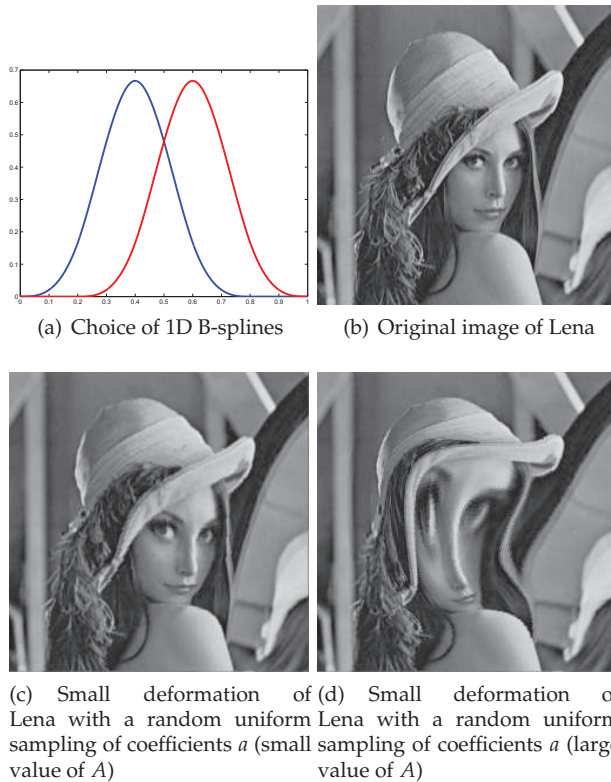 0.7
0.6
0.5
0.4
0.3
0.2
0.1
0
0 0.1 0.2 0.3 0.4 0.5 0.6 0.7 0.8 0.9 1
(a) Choice of 1D B-splines
(b) Original image of Lena
(c) Small deformation of
Lena with a random uniform
sampling of coefficients a (small
value of A)
(d) Small deformation o
Lena with a random uniform
sampling of coefficients a (larg
value of A)